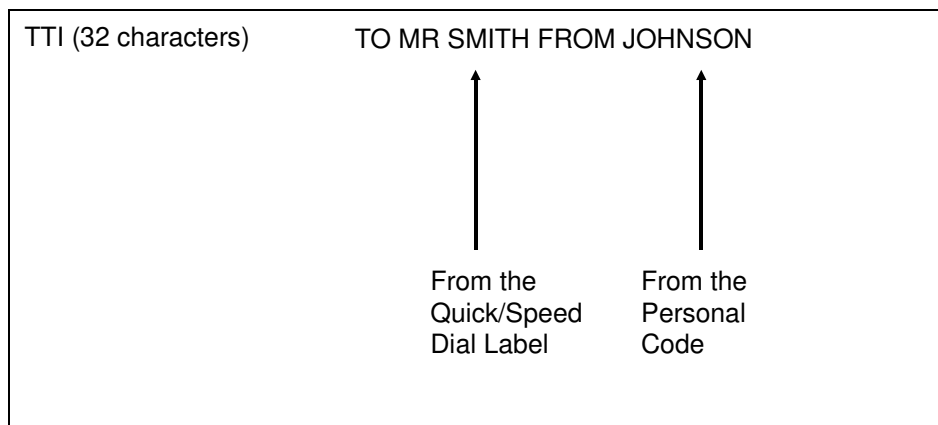 TTI (32 characters) TO MR SMITH FROM JOHNSON
From the
Quick/Speed
Dial Label
From the
Personal
Code